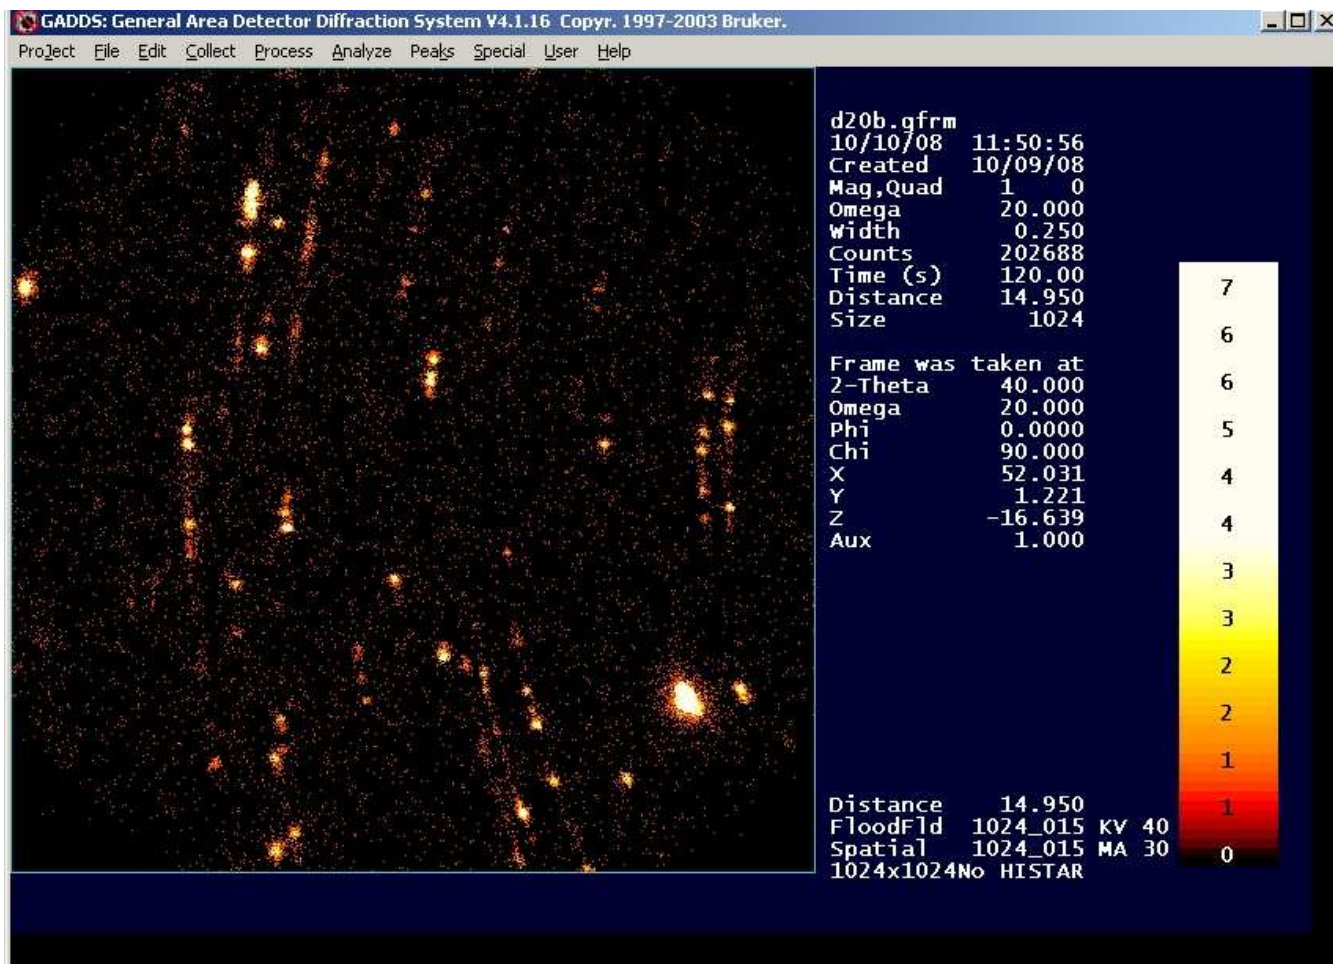 GADDS: General Area Detector Diffraction System V4.1.16 Copyr. 1997-2003 Bruker.
ProJect File Edit Collect Process Analyze Peaks Special User Help
d20b.gfrm
10/10/08 11:50:56
Created 10/09/08
Mag,Quad 1 0
Omega 20.000
Width 0.250
Counts 202688
Time (s) 120.00
Distance 14.950
Size 1024
Frame was taken at
2-Theta 40.000
Omega 20.000
Phi 0.0000
Chi 90.000
X 52.031
Y 1.221
Z -16.639
Aux 1.000
Distance 14.950
FloodFld 1024_015 KV 40
Spatial 1024_015 MA 30
1024x1024No HISTAR
7
6
6
5
4
4
3
3
2
2
1
1
0